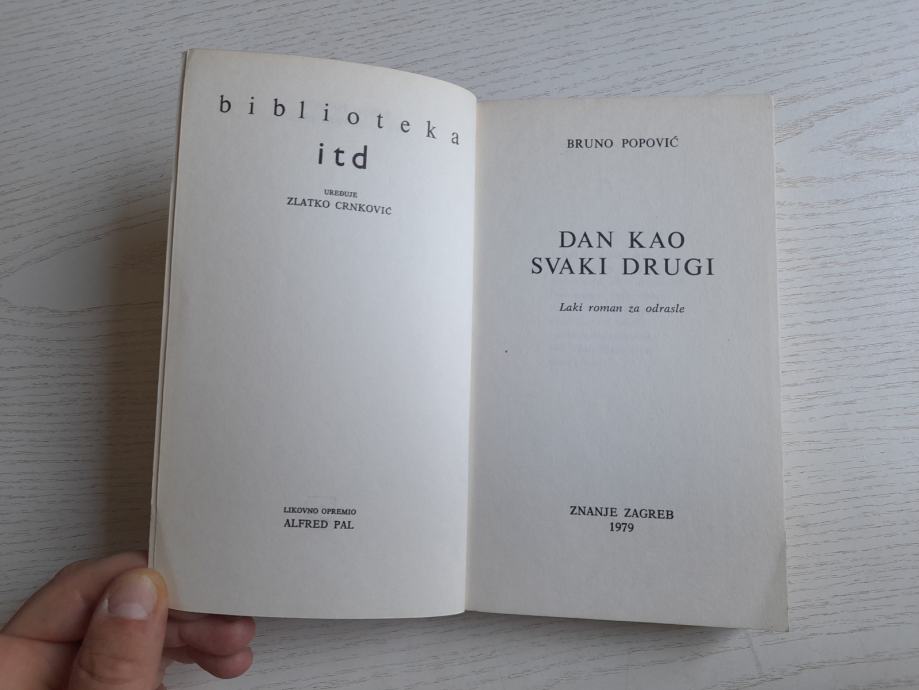 biblioteka
itd
UREĐUJE
ZLATKO CRNKOVIĆ
LIKOVNO OPREMIO
ALFRED PAL
BRUNO POPOVIĆ
DAN KAO
SVAKI DRUGI
Laki roman za odrasle
ZNANJE ZAGREB
1979